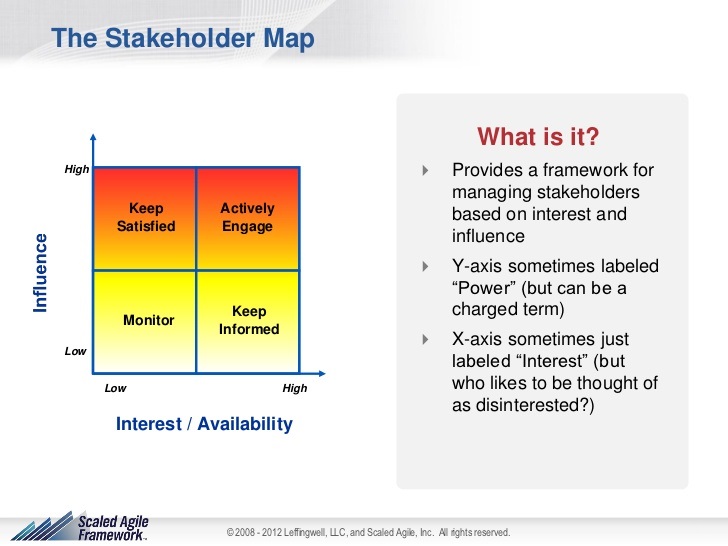 The Stakeholder Map
High
Keep
Satisfied
Actively
Engage
Influence
Monitor
Keep
Informed
Low
Low
High
Interest / Availability
What is it?
Provides a framework for
managing stakeholders
based on interest and
influence
Y-axis sometimes labeled
“Power” (but can be a
charged term)
X-axis sometimes just
labeled “Interest” (but
who likes to be thought of
as disinterested?)
Scaled Agile
Framework™
© 2008 - 2012 Leffingwell, LLC, and Scaled Agile, Inc. All rights reserved.